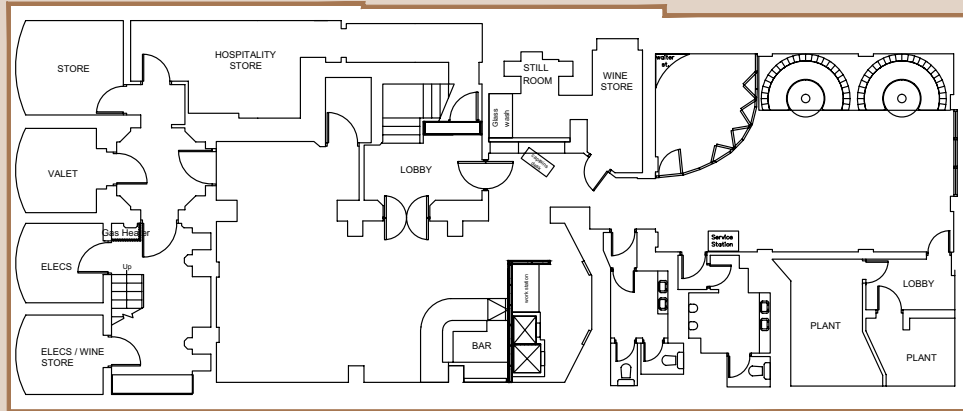 waiter
st.
HOSPITALITY
STORE
STORE
STILL
ROOM
WINE
STORE
Glass
wash
LOBBY
VALET
Gas Heater
Service
Station
ELECS
Up
work station
LOBBY
PLANT
BAR
ELECS / WINE
STORE
PLANT